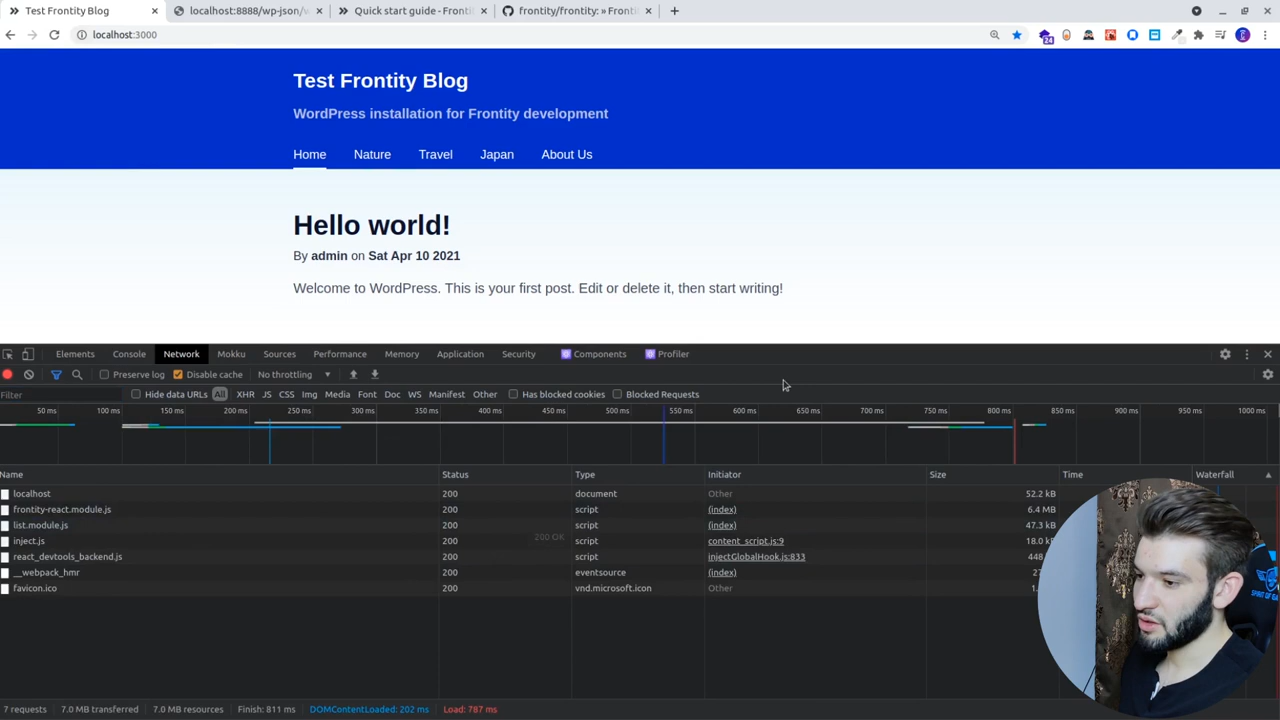 Test Frontity Blog
localhost:8888/wp-json/
Quick start guide - Fronti
frontity/frontity: » Fronti
localhost:3000
24
Test Frontity Blog
WordPress installation for Frontity development
Home Nature Travel Japan About Us
Hello world!
By admin on Sat Apr 10 2021
Welcome to WordPress. This is your first post. Edit or delete it, then start writing!
Elements Console Network Mokku Sources Performance Memory Application Security Components Profiler
Preserve log Disable cache No throttling
Filter Hide data URLs All XHR JS CSS Img Media Font Doc WS Manifest Other Has blocked cookies Blocked Requests
50 ms 100 ms 150 ms 200 ms 250 ms 300 ms 350 ms 400 ms 450 ms 500 ms 550 ms 600 ms 650 ms 700 ms 750 ms 800 ms 850 ms 900 ms 950 ms 1000 ms
Name Status Type Initiator Size Time Waterfall
localhost 200 document Other 52.2 kB
frontity-react.module.js 200 script (index) 6.4 MB
list.module.js 200 script (index) 47.3 kB
inject.js 200 OK 200 script content_script.js:9 18.0 k
react_devtools_backend.js 200 script injectGlobalHook.js:833 448
__webpack_hmr 200 eventsource (index)
favicon.ico 200 vnd.microsoft.icon Other
7 requests 7.0 MB transferred 7.0 MB resources Finish: 811 ms DOMContentLoaded: 202 ms Load: 787 ms
SPIRIT OF